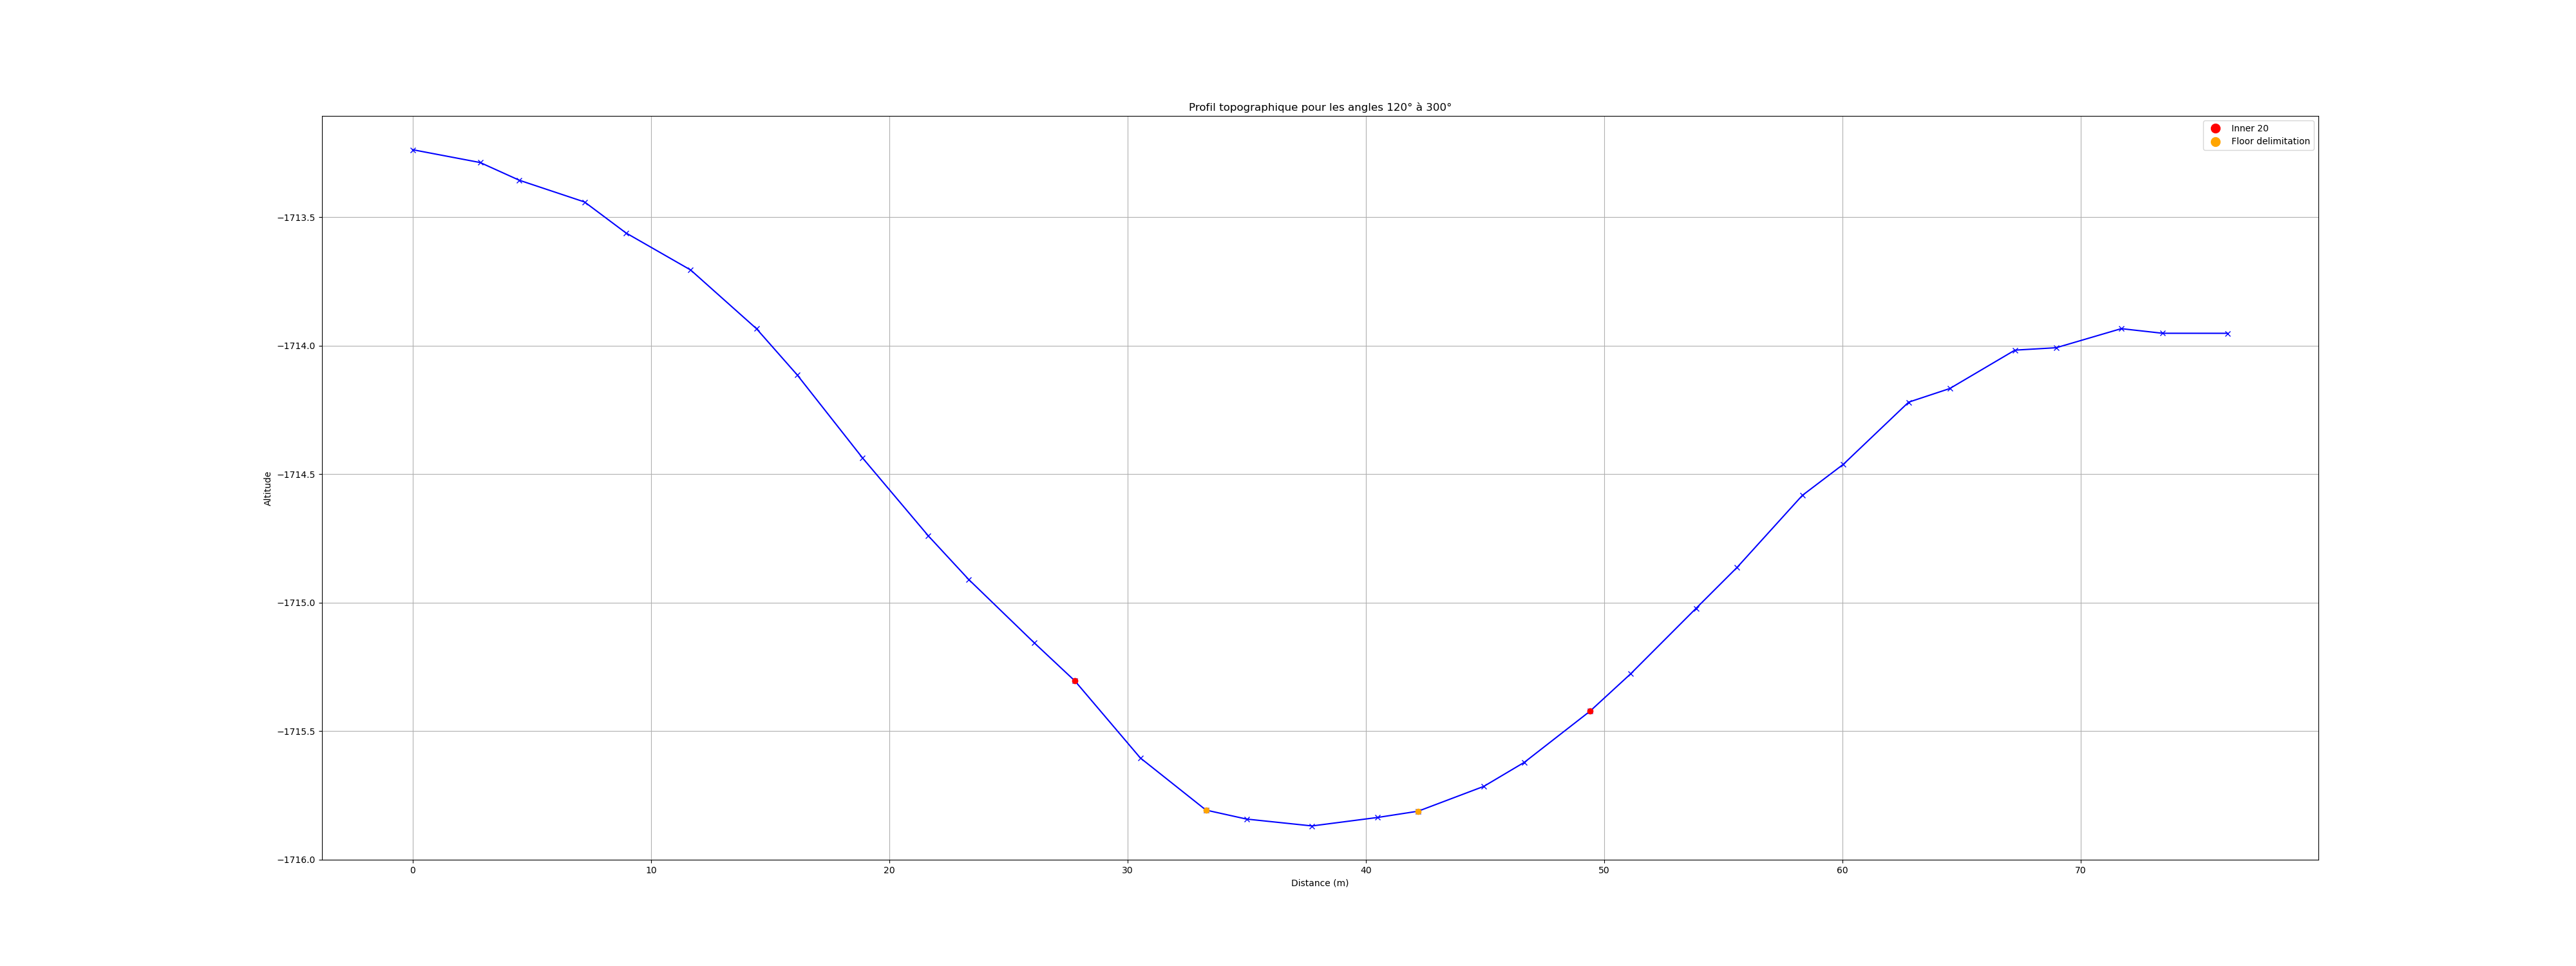 Profil topographique pour les angles 120° à 300°
Inner 20
Floor delimitation
−1713.5
−1714.0
−1714.5
−1715.0
−1715.5
−1716.0
Altitude
0 10 20 30 40 50 60 70
Distance (m)